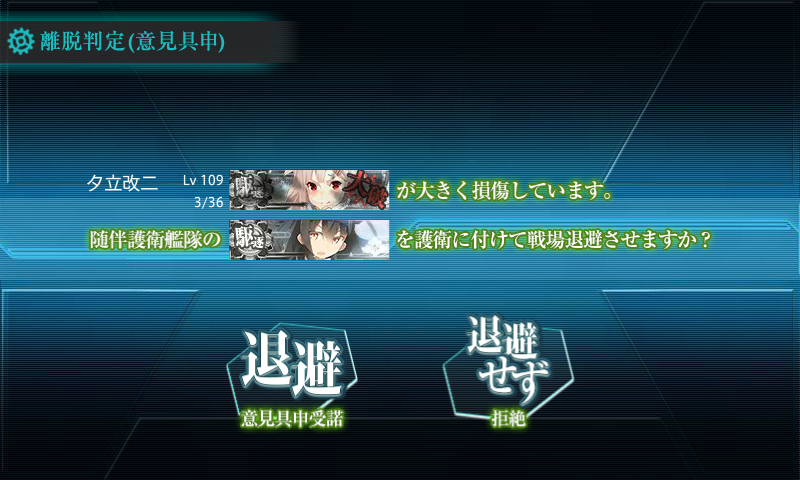 離脱判定(意見具申)
夕立改二 Lv 109 駆逐 大破 が大きく損傷しています。
3/36
随伴護衛艦隊の 駆逐 を護衛に付けて戦場退避させますか？
退避 退避せず
意見具申受諾 拒絶